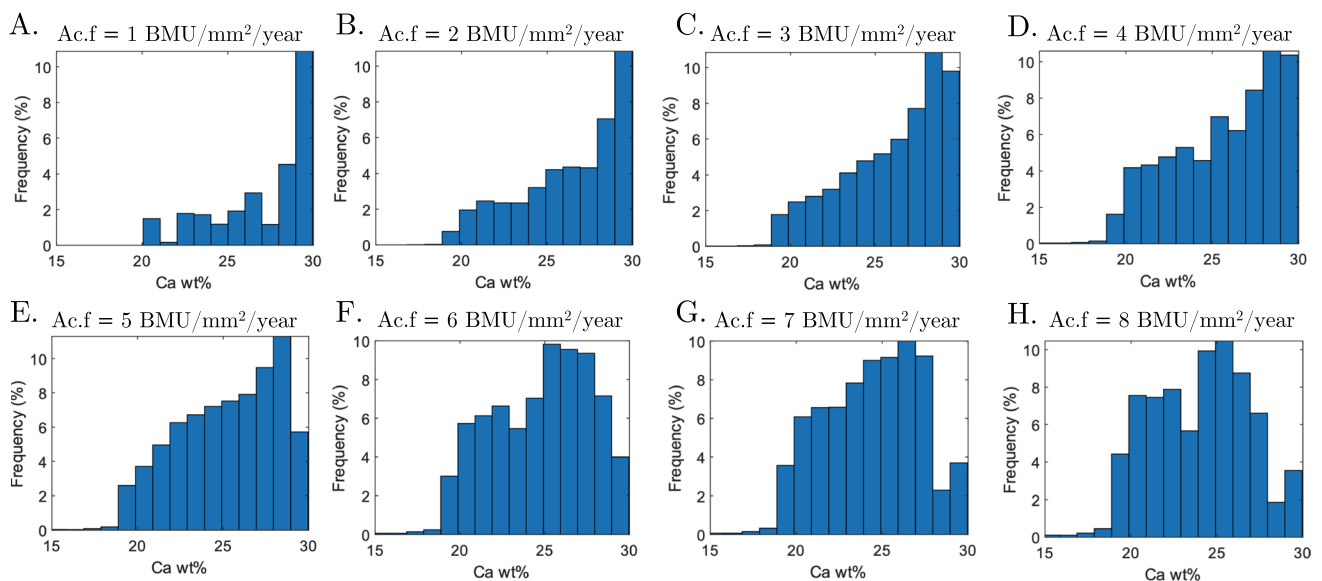 A. Ac.f = 1 BMU/mm²/year
Frequency (%)
10
8
6
4
2
0
15 20 25 30
Ca wt%
B. Ac.f = 2 BMU/mm²/year
Frequency (%)
10
8
6
4
2
0
15 20 25 30
Ca wt%
C. Ac.f = 3 BMU/mm²/year
Frequency (%)
10
8
6
4
2
0
15 20 25 30
Ca wt%
D. Ac.f = 4 BMU/mm²/year
Frequency (%)
10
8
6
4
2
0
15 20 25 30
Ca wt%
E. Ac.f = 5 BMU/mm²/year
Frequency (%)
10
8
6
4
2
0
15 20 25 30
Ca wt%
F. Ac.f = 6 BMU/mm²/year
Frequency (%)
10
8
6
4
2
0
15 20 25 30
Ca wt%
G. Ac.f = 7 BMU/mm²/year
Frequency (%)
10
8
6
4
2
0
15 20 25 30
Ca wt%
H. Ac.f = 8 BMU/mm²/year
Frequency (%)
10
8
6
4
2
0
15 20 25 30
Ca wt%